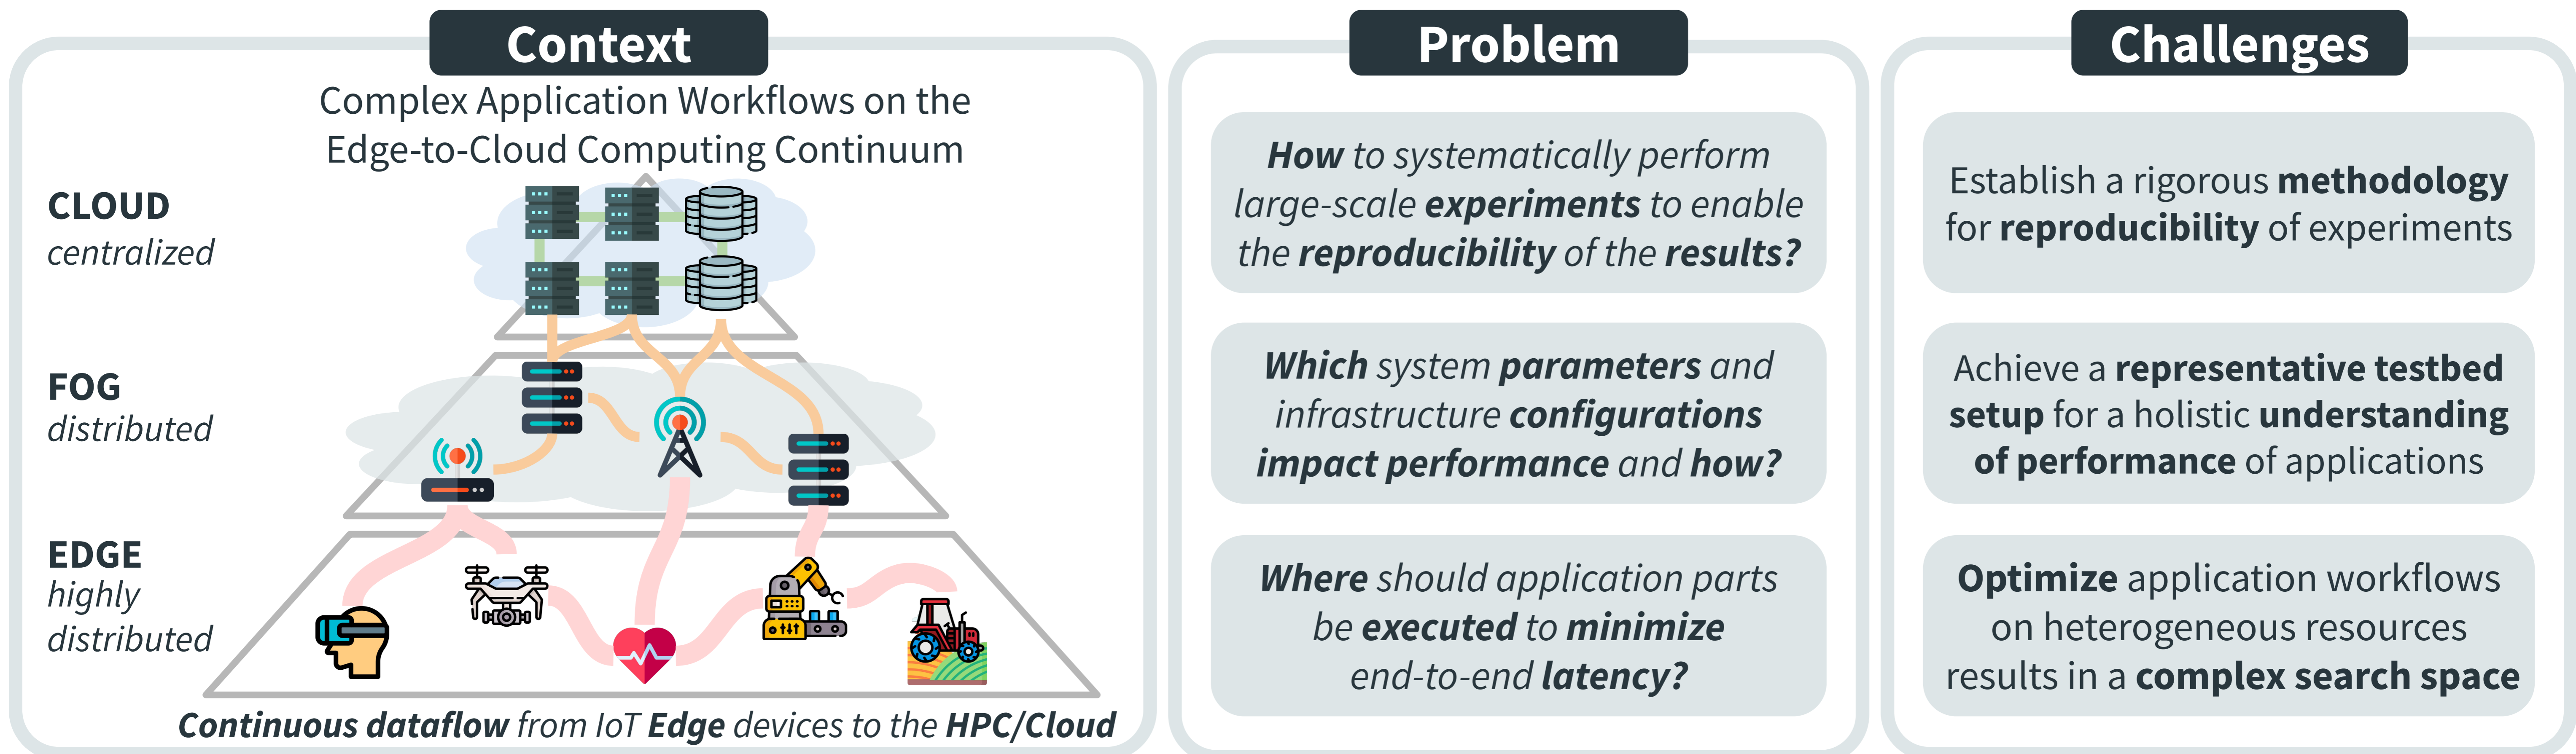 Context
Complex Application Workflows on the
Edge-to-Cloud Computing Continuum
CLOUD
centralized
FOG
distributed
EDGE
highly
distributed
Continuous dataflow from IoT Edge devices to the HPC/Cloud
Problem
How to systematically perform
large-scale experiments to enable
the reproducibility of the results?
Which system parameters and
infrastructure configurations
impact performance and how?
Where should application parts
be executed to minimize
end-to-end latency?
Challenges
Establish a rigorous methodology
for reproducibility of experiments
Achieve a representative testbed
setup for a holistic understanding
of performance of applications
Optimize application workflows
on heterogeneous resources
results in a complex search space